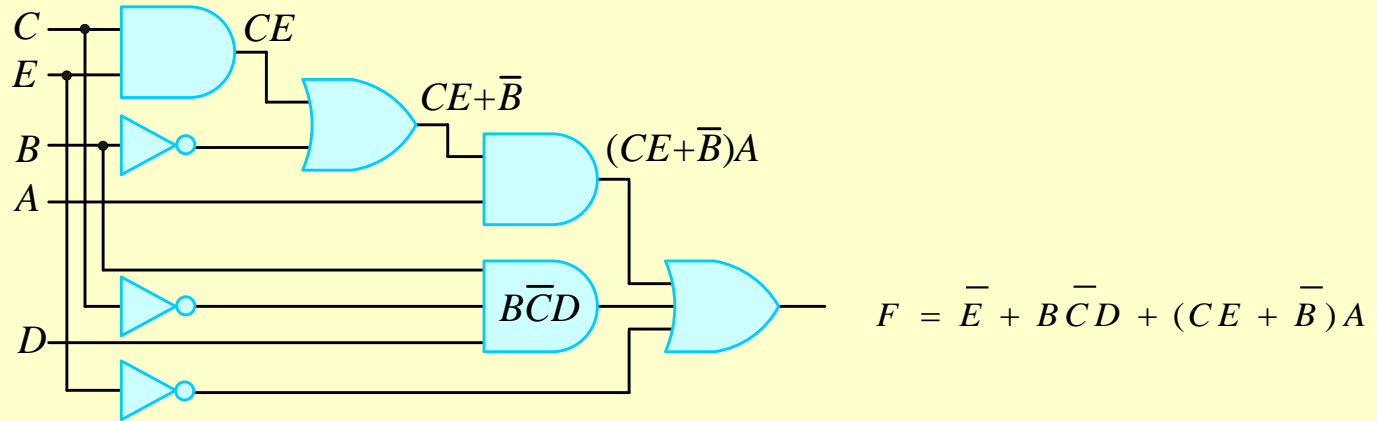 C
CE
E
CE+B̅
B
(CE+B̅)A
A
BC̅D
F = E̅ + BC̅D + (CE + B̅)A
D